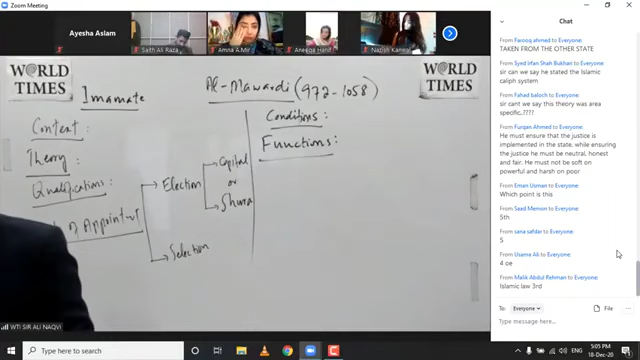 Zoom Meeting
Ayesha Aslam
Saith Ali Raza
Amna A.Mir
Aneeqa Hanif
Nazish Kamral
W@RLD
TIMES
W@RLD
TIMES
Imamate
Al-Mawardi (972-1058)
Context:
Theory:
Qualifications:
of Appoint
Election
Capital
or
Shura
Selection
Conditions:
Functions:
WTI SIR ALI NAQVI
Chat
From Farooq ahmed to Everyone:
TAKEN FROM THE OTHER STATE
From Syed Irfan Shah Bukhari to Everyone:
sir can we say he stated the Islamic
caliph system
From Fahad baloch to Everyone:
sir cant we say this theory was area
specific.????
From Furqan Ahmed to Everyone:
He must ensure that the justice is
implemented in the state, while ensuring
the justice he must be neutral, honest
and fair. He must not be soft on
powerful and harsh on poor
From Eman Usman to Everyone:
Which point is this
From Saad Memon to Everyone:
5th
From sana safdar to Everyone:
5
From Usama Ali to Everyone:
4 oe
From Malik Abdul Rehman to Everyone:
Islamic law 3rd
To: Everyone
File
Type message here...
Type here to search
5:05 PM
18-Dec-20